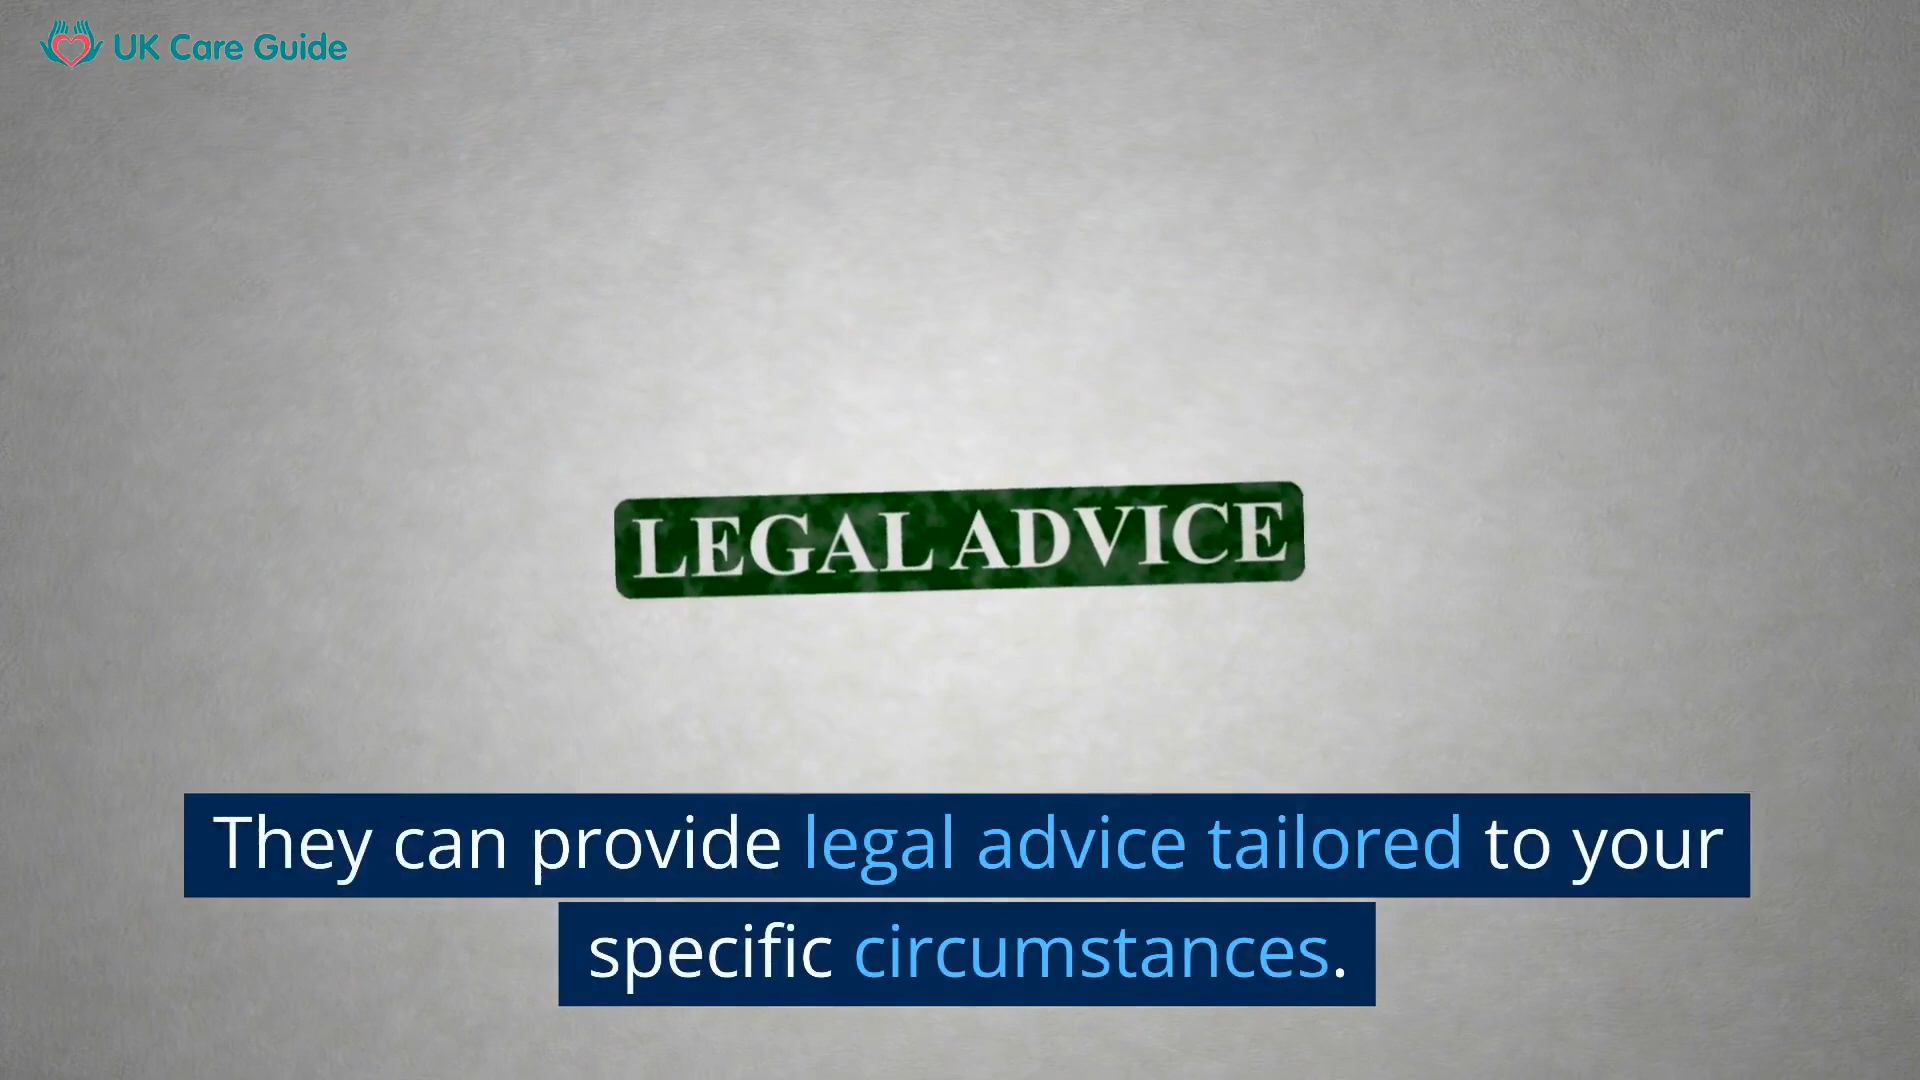 UK Care Guide
LEGAL ADVICE
They can provide legal advice tailored to your
specific circumstances.